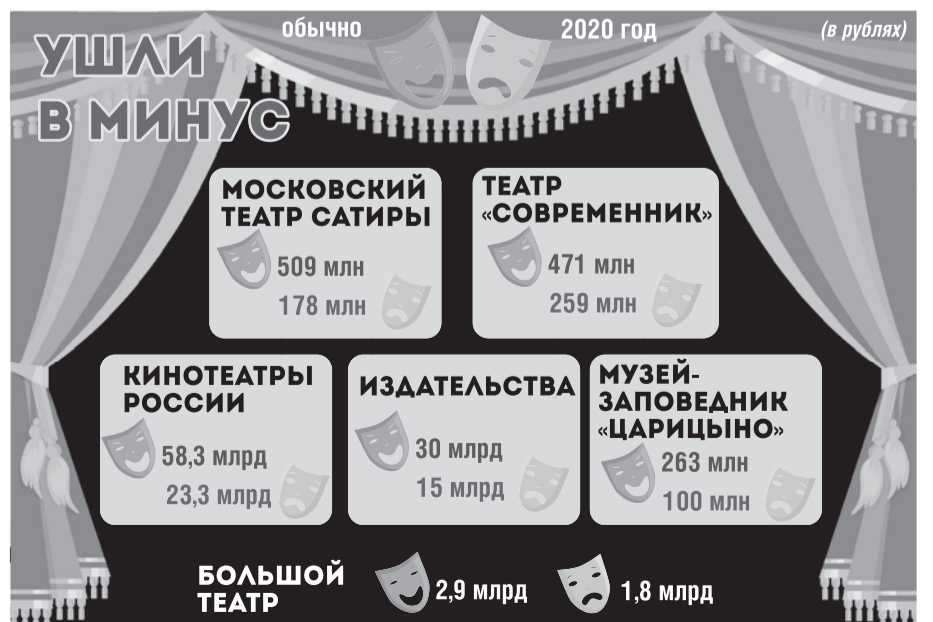 обычно
2020 год
(в рублях)
УШЛИ
В МИНУС
МОСКОВСКИЙ
ТЕАТР САТИРЫ
509 млн
178 млн
ТЕАТР
«СОВРЕМЕННИК»
471 млн
259 млн
КИНОТЕАТРЫ
РОССИИ
58,3 млрд
23,3 млрд
ИЗДАТЕЛЬСТВА
30 млрд
15 млрд
МУЗЕЙ-
ЗАПОВЕДНИК
«ЦАРИЦЫНО»
263 млн
100 млн
БОЛЬШОЙ
ТЕАТР
2,9 млрд
1,8 млрд